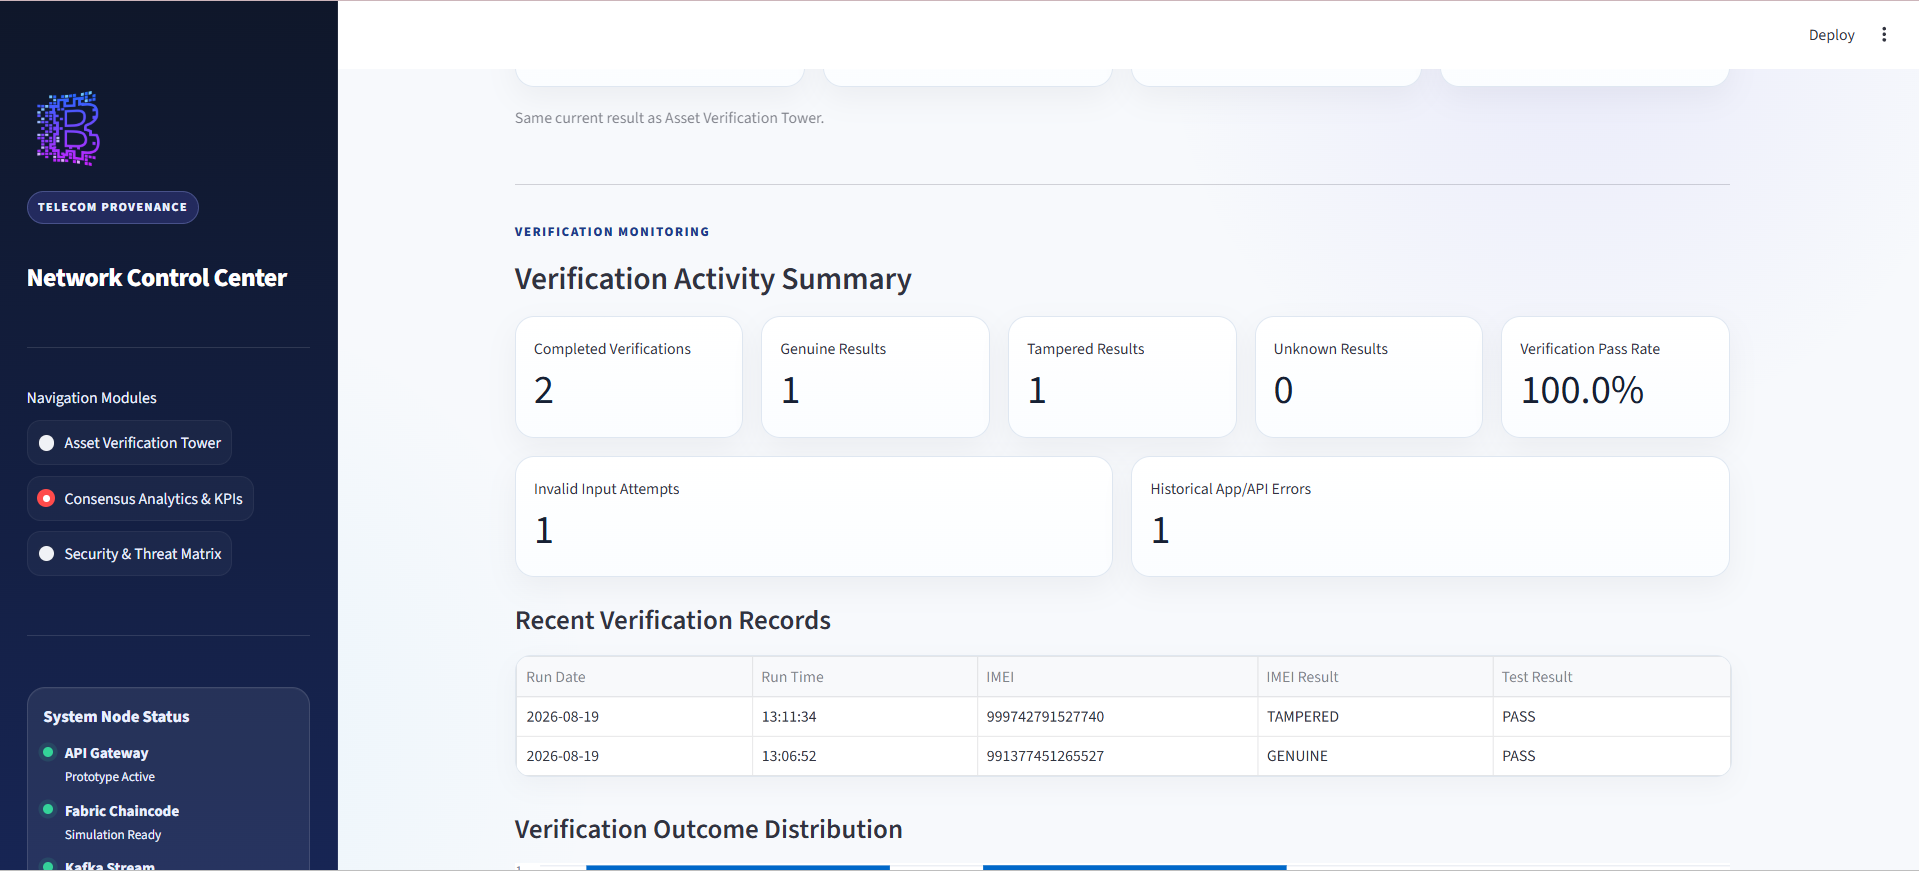 Deploy
TELECOM PROVENANCE
Network Control Center
Navigation Modules
Asset Verification Tower
Consensus Analytics & KPIs
Security & Threat Matrix
System Node Status
API Gateway
Prototype Active
Fabric Chaincode
Simulation Ready
Kafka Stream
Same current result as Asset Verification Tower.
VERIFICATION MONITORING
Verification Activity Summary
Completed Verifications
2
Genuine Results
1
Tampered Results
1
Unknown Results
0
Verification Pass Rate
100.0%
Invalid Input Attempts
1
Historical App/API Errors
1
Recent Verification Records
Run Date Run Time IMEI IMEI Result Test Result
2026-08-19 13:11:34 999742791527740 TAMPERED PASS
2026-08-19 13:06:52 991377451265527 GENUINE PASS
Verification Outcome Distribution